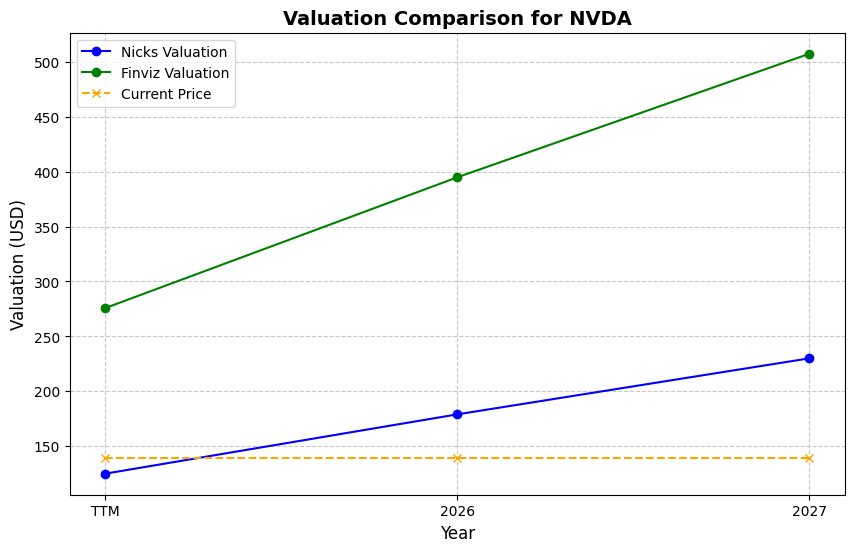 Valuation Comparison for NVDA
Nicks Valuation
Finviz Valuation
Current Price
Valuation (USD)
500
450
400
350
300
250
200
150
TTM
2026
2027
Year